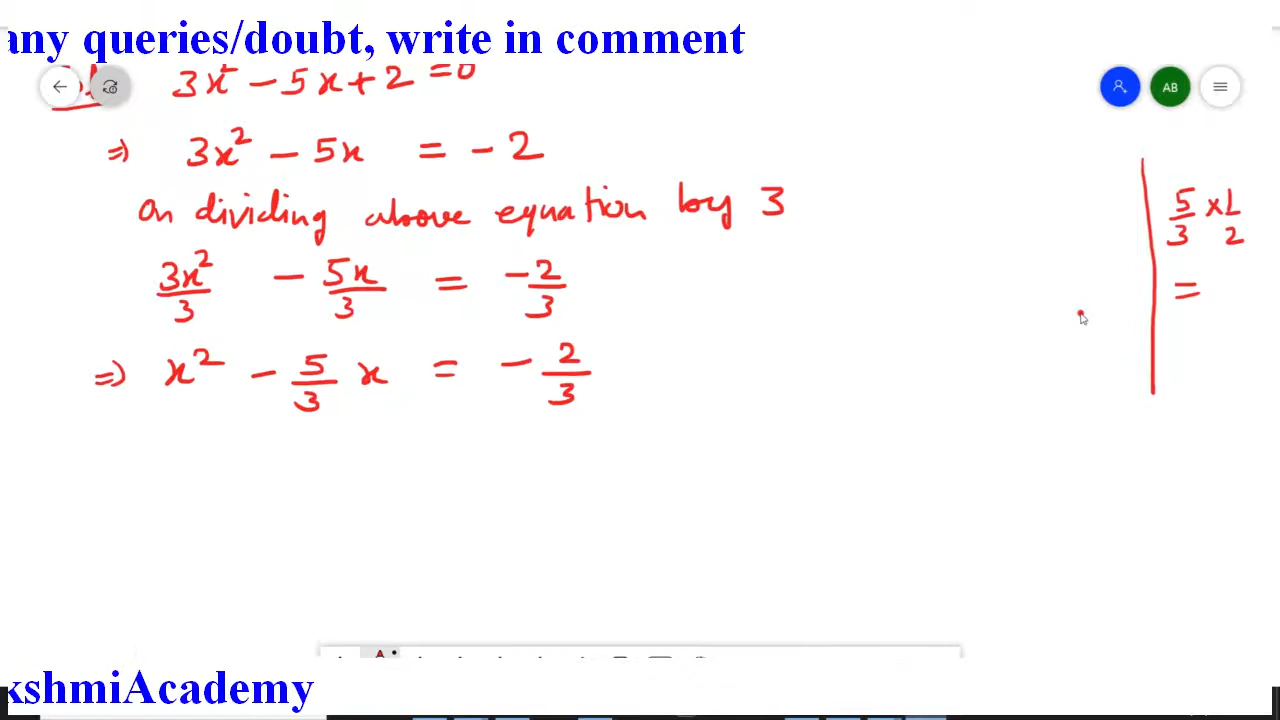 any queries/doubt, write in comment
3x² - 5x + 2 = 0
⇒ 3x² - 5x = - 2
On dividing above equation by 3
3x²/3 - 5x/3 = -2/3
⇒ x² - 5/3 x = - 2/3
5/3 × 1/2
=
AB
kshmiAcademy